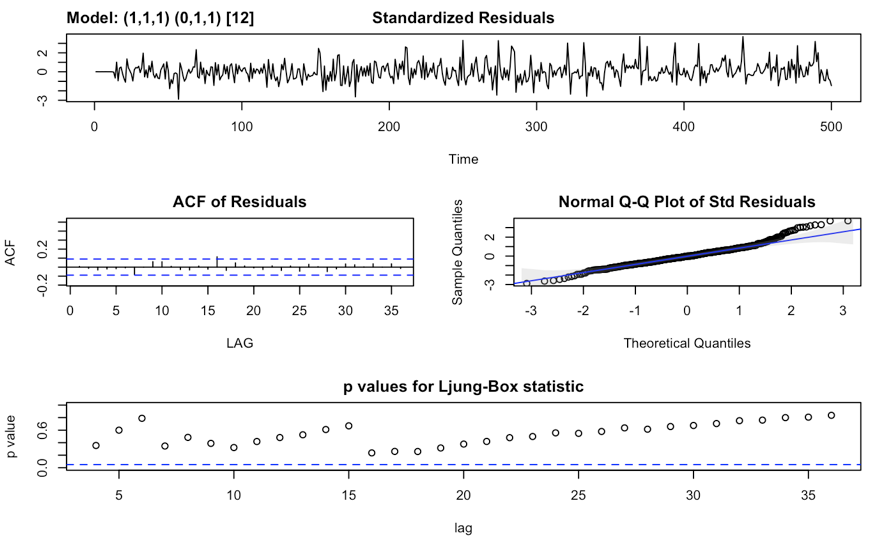 Model: (1,1,1) (0,1,1) [12] Standardized Residuals
-3 0 2
0 100 200 300 400 500
Time
ACF of Residuals
ACF
-0.2 0.2
0 5 10 15 20 25 30 35
LAG
Normal Q-Q Plot of Std Residuals
Sample Quantiles
-3 0 2
-3 -2 -1 0 1 2 3
Theoretical Quantiles
p values for Ljung-Box statistic
p value
0.0 0.6
5 10 15 20 25 30 35
lag